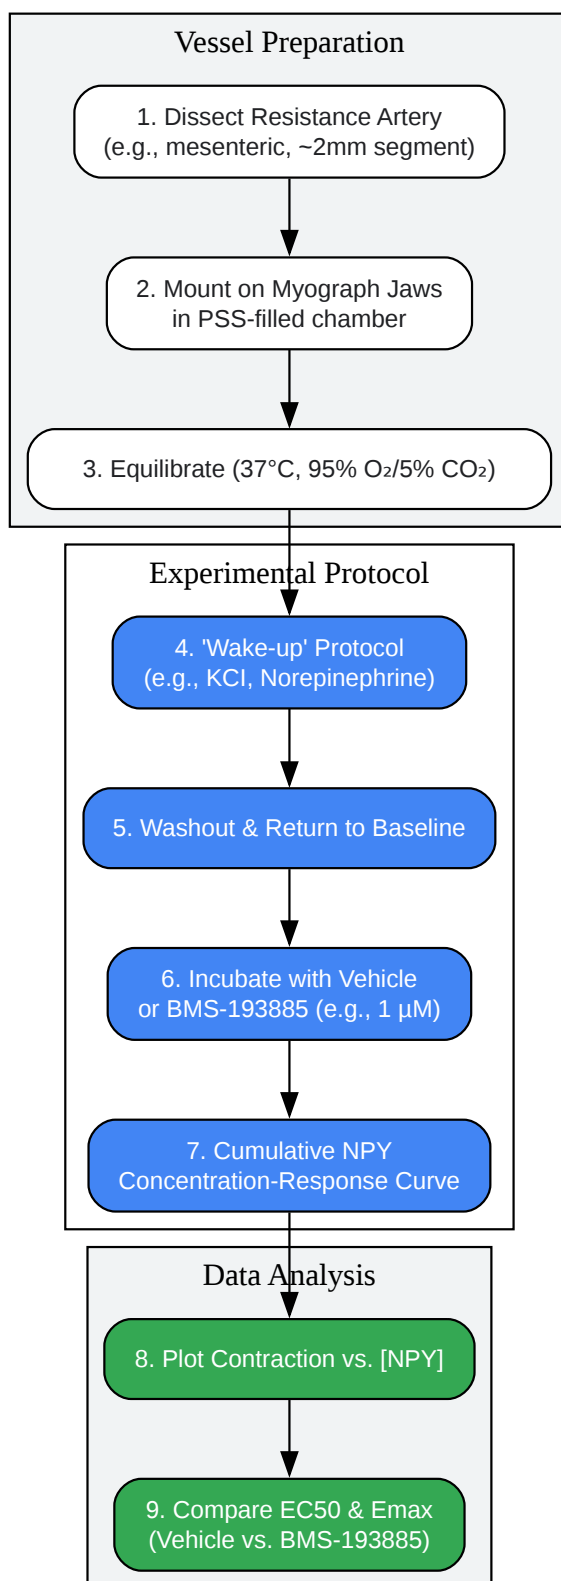 Vessel Preparation
1. Dissect Resistance Artery
(e.g., mesenteric, ~2mm segment)
2. Mount on Myograph Jaws
in PSS-filled chamber
3. Equilibrate (37°C, 95% O₂/5% CO₂)
Experimental Protocol
4. 'Wake-up' Protocol
(e.g., KCl, Norepinephrine)
5. Washout & Return to Baseline
6. Incubate with Vehicle
or BMS-193885 (e.g., 1 µM)
7. Cumulative NPY
Concentration-Response Curve
Data Analysis
8. Plot Contraction vs. [NPY]
9. Compare EC50 & Emax
(Vehicle vs. BMS-193885)